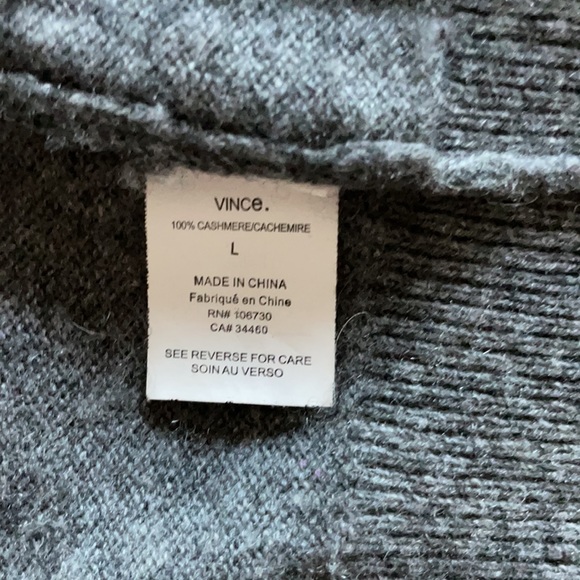 VINCe.
100% CASHMERE/CACHEMIRE
L
MADE IN CHINA
Fabriqué en Chine
RN# 106730
CA# 34460
SEE REVERSE FOR CARE
SOIN AU VERSO